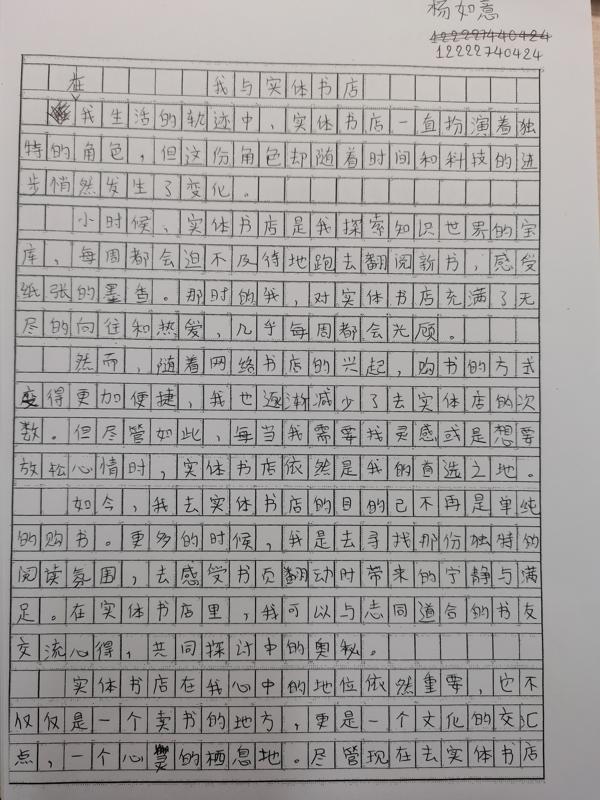 杨如意
122227440424
12222740424
我与实体书店
在我生活的轨迹中，实体书店一直扮演着独
特的角色，但这份角色却随着时间和科技的进
步悄然发生了变化。
小时候，实体书店是我探索知识世界的宝
库，每周都会迫不及待地跑去翻阅新书，感受
纸张的墨香。那时的我，对实体书店充满了无
尽的向往和热爱，几乎每周都会光顾。
然而，随着网络书店的兴起，购书的方式
变得更加便捷，我也逐渐减少了去实体店的次
数。但尽管如此，每当我需要找灵感或是想要
放松心情时，实体书店依然是我的首选之地。
如今，我去实体书店的目的已不再是单纯
的购书。更多的时候，我是去寻找那份独特的
阅读氛围，去感受书页翻动时带来的宁静与满
足。在实体书店里，我可以与志同道合的书友
交流心得，共同探讨中的奥秘。
实体书店在我心中的地位依然重要，它不
仅仅是一个卖书的地方，更是一个文化的交汇
点，一个心灵的栖息地。尽管现在去实体书店